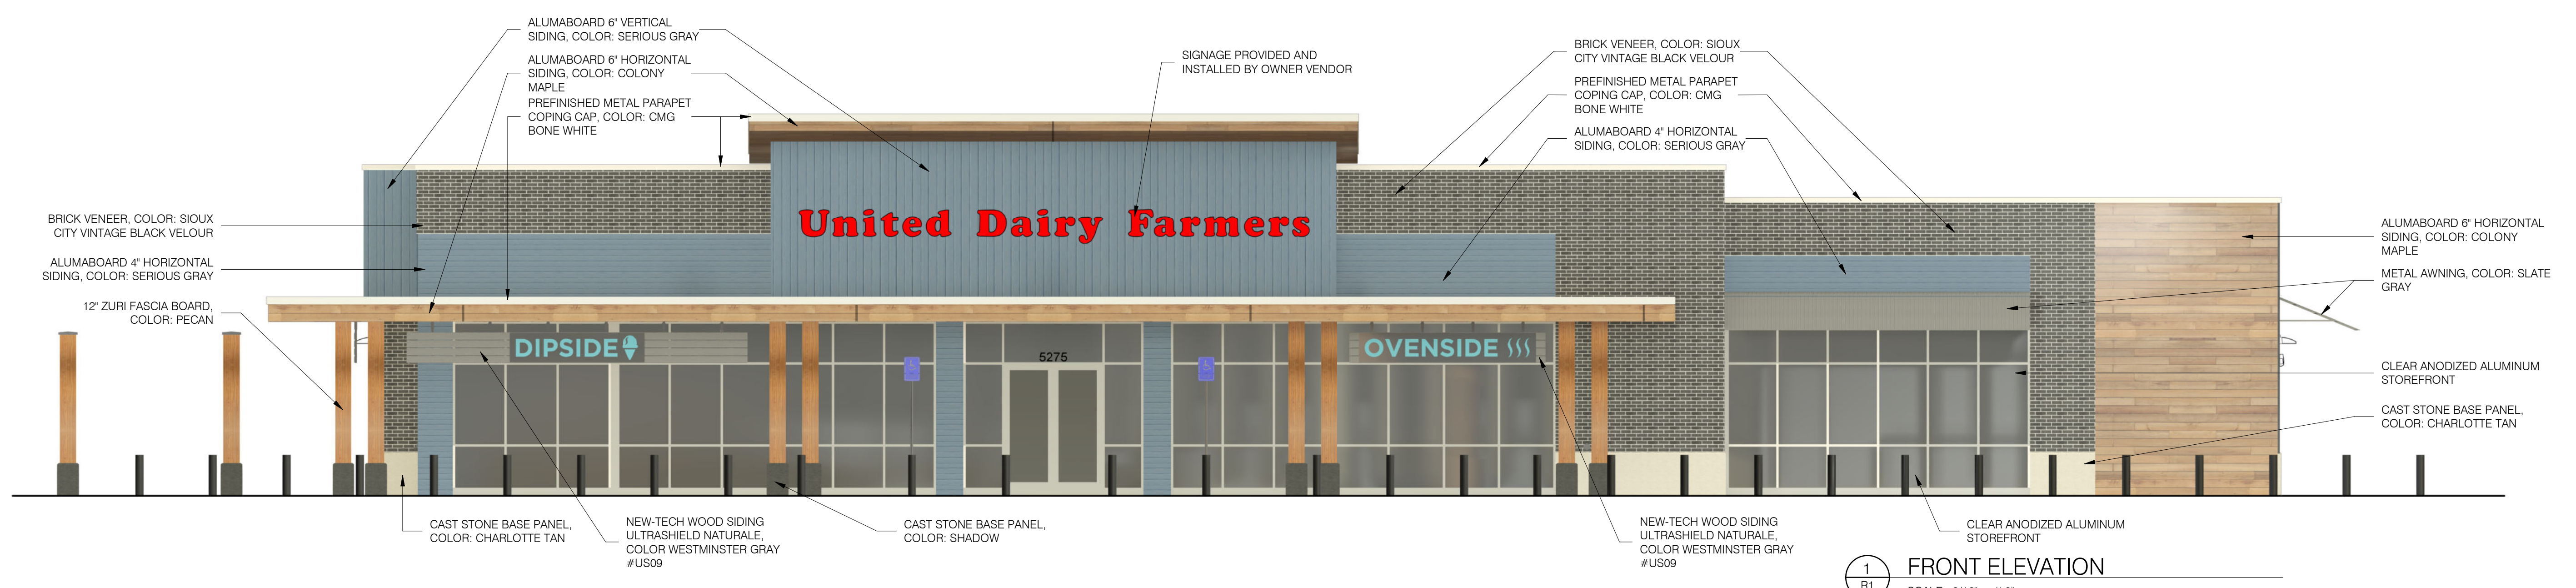 ALUMABOARD 6" VERTICAL
SIDING, COLOR: SERIOUS GRAY
ALUMABOARD 6" HORIZONTAL
SIDING, COLOR: COLONY
MAPLE
PREFINISHED METAL PARAPET
COPING CAP, COLOR: CMG
BONE WHITE
SIGNAGE PROVIDED AND
INSTALLED BY OWNER VENDOR
BRICK VENEER, COLOR: SIOUX
CITY VINTAGE BLACK VELOUR
PREFINISHED METAL PARAPET
COPING CAP, COLOR: CMG
BONE WHITE
ALUMABOARD 4" HORIZONTAL
SIDING, COLOR: SERIOUS GRAY
BRICK VENEER, COLOR: SIOUX
CITY VINTAGE BLACK VELOUR
ALUMABOARD 4" HORIZONTAL
SIDING, COLOR: SERIOUS GRAY
12" ZURI FASCIA BOARD,
COLOR: PECAN
United Dairy Farmers
DIPSIDE
5275
OVENSIDE
ALUMABOARD 6" HORIZONTAL
SIDING, COLOR: COLONY
MAPLE
METAL AWNING, COLOR: SLATE
GRAY
CLEAR ANODIZED ALUMINUM
STOREFRONT
CAST STONE BASE PANEL,
COLOR: CHARLOTTE TAN
CAST STONE BASE PANEL,
COLOR: CHARLOTTE TAN
NEW-TECH WOOD SIDING
ULTRASHIELD NATURALE,
COLOR WESTMINSTER GRAY
#US09
CAST STONE BASE PANEL,
COLOR: SHADOW
NEW-TECH WOOD SIDING
ULTRASHIELD NATURALE,
COLOR WESTMINSTER GRAY
#US09
CLEAR ANODIZED ALUMINUM
STOREFRONT
1
FRONT ELEVATION